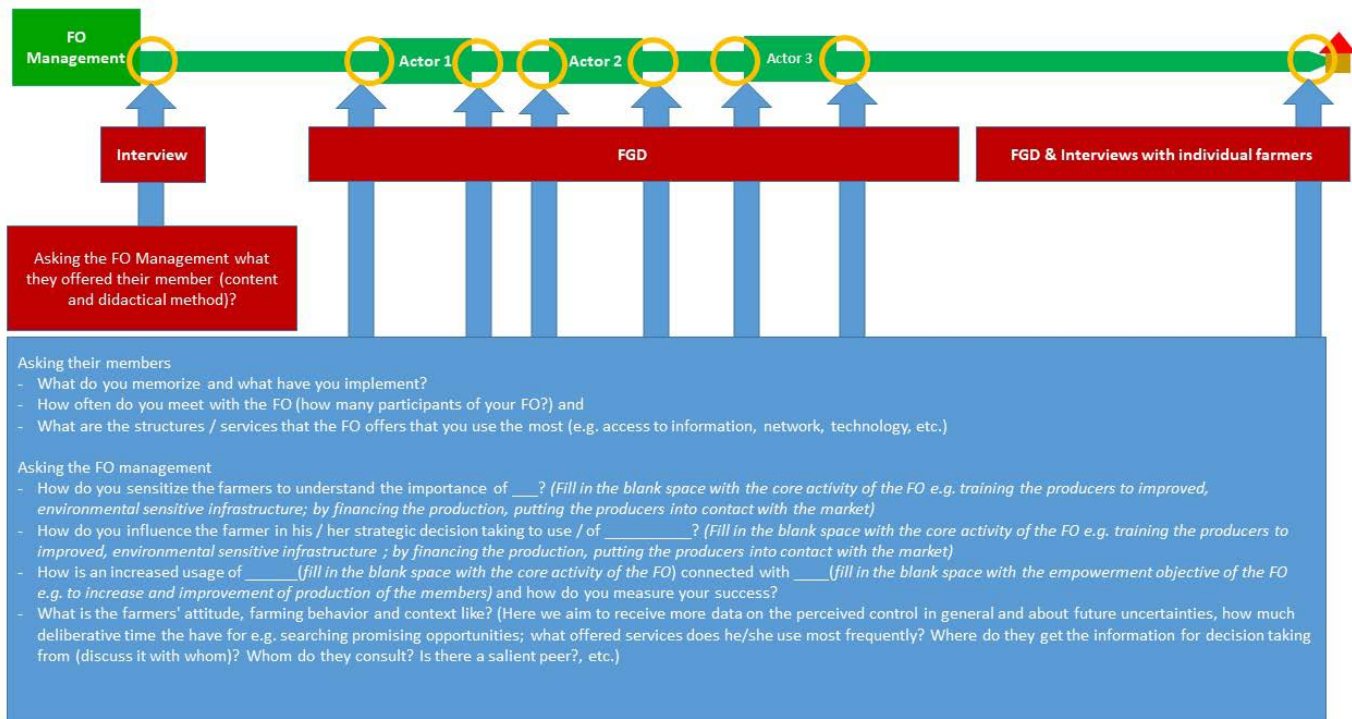 FO
Management
Actor 1
Actor 2
Actor 3
Interview
FGD
FGD & Interviews with individual farmers
Asking the FO Management what
they offered their member (content
and didactical method)?
Asking their members
- What do you memorize and what have you implement?
- How often do you meet with the FO (how many participants of your FO?) and
- What are the structures / services that the FO offers that you use the most (e.g. access to information, network, technology, etc.)
Asking the FO management
- How do you sensitize the farmers to understand the importance of ___? (Fill in the blank space with the core activity of the FO e.g. training the producers to improved,
environmental sensitive infrastructure; by financing the production, putting the producers into contact with the market)
- How do you influence the farmer in his / her strategic decision taking to use / of __________? (Fill in the blank space with the core activity of the FO e.g. training the producers to
improved, environmental sensitive infrastructure ; by financing the production, putting the producers into contact with the market)
- How is an increased usage of ______(fill in the blank space with the core activity of the FO) connected with ____(fill in the blank space with the empowerment objective of the FO
e.g. to increase and improvement of production of the members) and how do you measure your success?
- What is the farmers' attitude, farming behavior and context like? (Here we aim to receive more data on the perceived control in general and about future uncertainties, how much
deliberative time the have for e.g. searching promising opportunities; what offered services does he/she use most frequently? Where do they get the information for decision taking
from (discuss it with whom)? Whom do they consult? Is there a salient peer?, etc.)